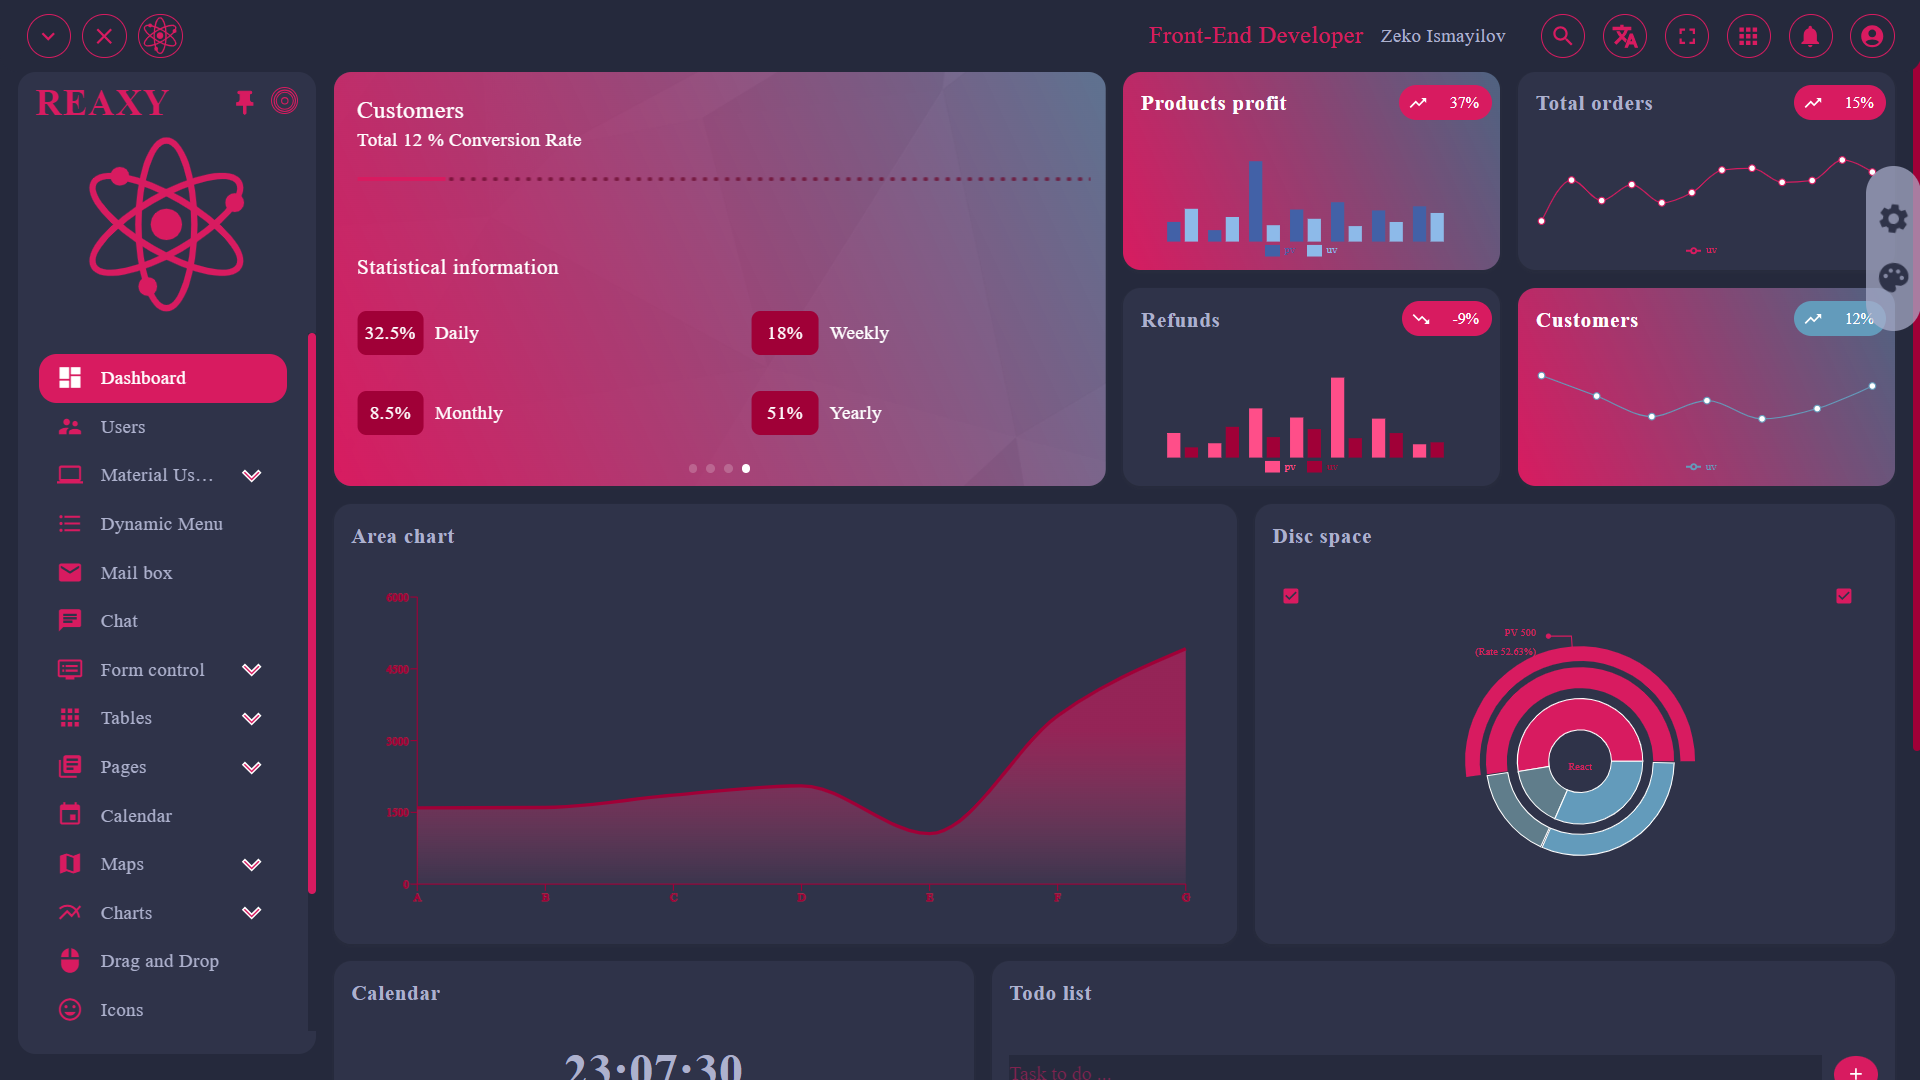 Front-End Developer
Zeko Ismayilov
REAXY
Dashboard
Users
Material Us...
Dynamic Menu
Mail box
Chat
Form control
Tables
Pages
Calendar
Maps
Charts
Drag and Drop
Icons
Customers
Total 12 % Conversion Rate
Statistical information
32.5% Daily
18% Weekly
8.5% Monthly
51% Yearly
Products profit
37%
pv uv
Total orders
15%
uv
Refunds
-9%
pv uv
Customers
12%
uv
Area chart
6000
4500
3000
1500
0
A B C D E F G
Disc space
PV 500
(Rate 52.63%)
React
Calendar
23:07:30
Todo list
Task to do ...